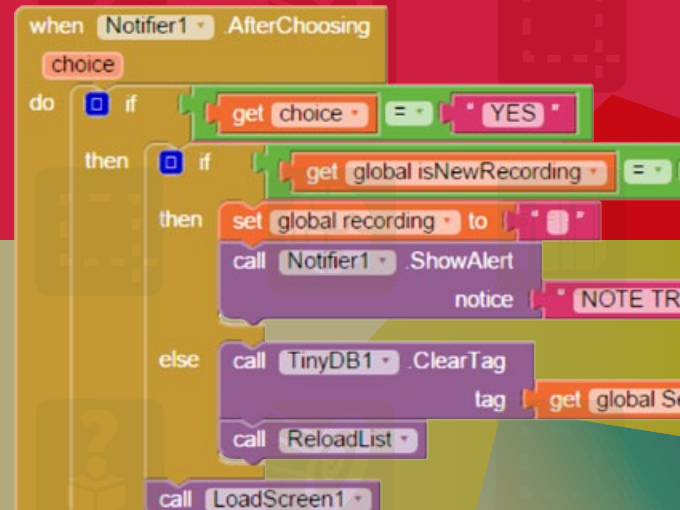 when Notifier1 .AfterChoosing
choice
do if get choice = " YES "
then if get global isNewRecording =
then set global recording to " "
call Notifier1 .ShowAlert
notice " NOTE TR
else call TinyDB1 .ClearTag
tag get global Se
call ReloadList
call LoadScreen1